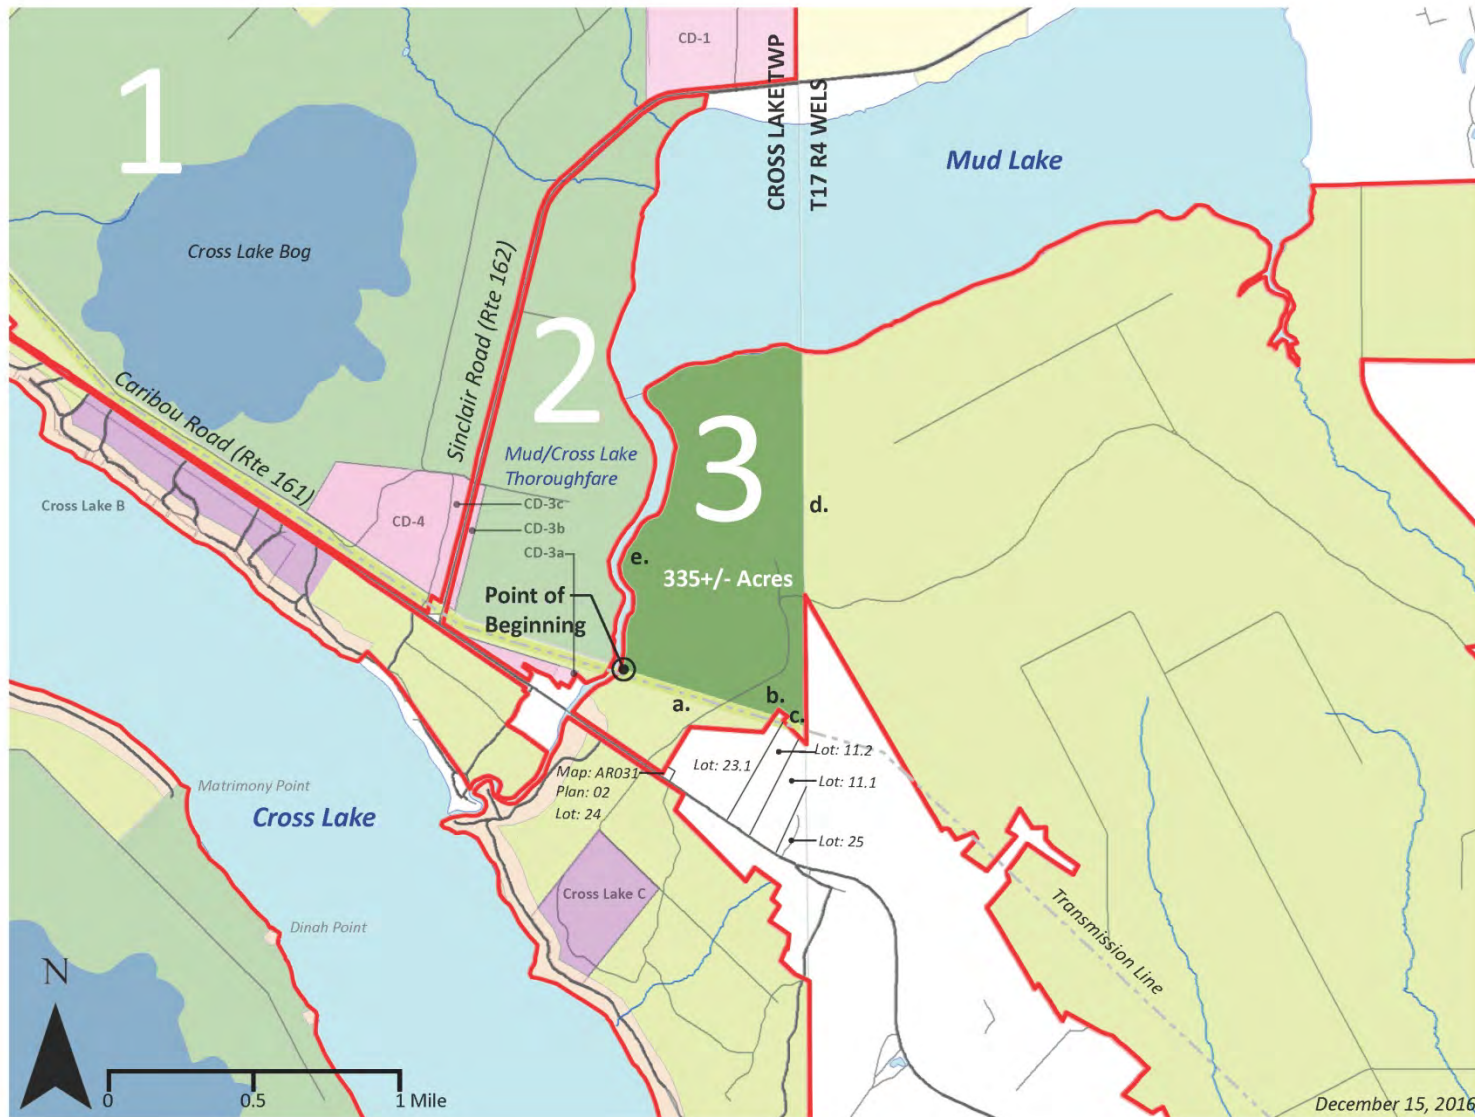 CD-1
1
CROSS LAKE TWP
T17 R4 WELS
Mud Lake
Cross Lake Bog
Sinclair Road (Rte 162)
2
Caribou Road (Rte 161)
Mud/Cross Lake
Thoroughfare
3
Cross Lake B
CD-4
CD-3c
CD-3b
CD-3a
d.
e.
335+/- Acres
Point of
Beginning
a.
b.
c.
Lot: 23.1
Lot: 11.2
Lot: 11.1
Lot: 25
Map: AR031
Plan: 02
Lot: 24
Matrimony Point
Cross Lake
Cross Lake C
Dinah Point
Transmission Line
N
0
0.5
1 Mile
December 15, 2016